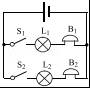 S₁ L₁ B₁
S₂ L₂ B₂